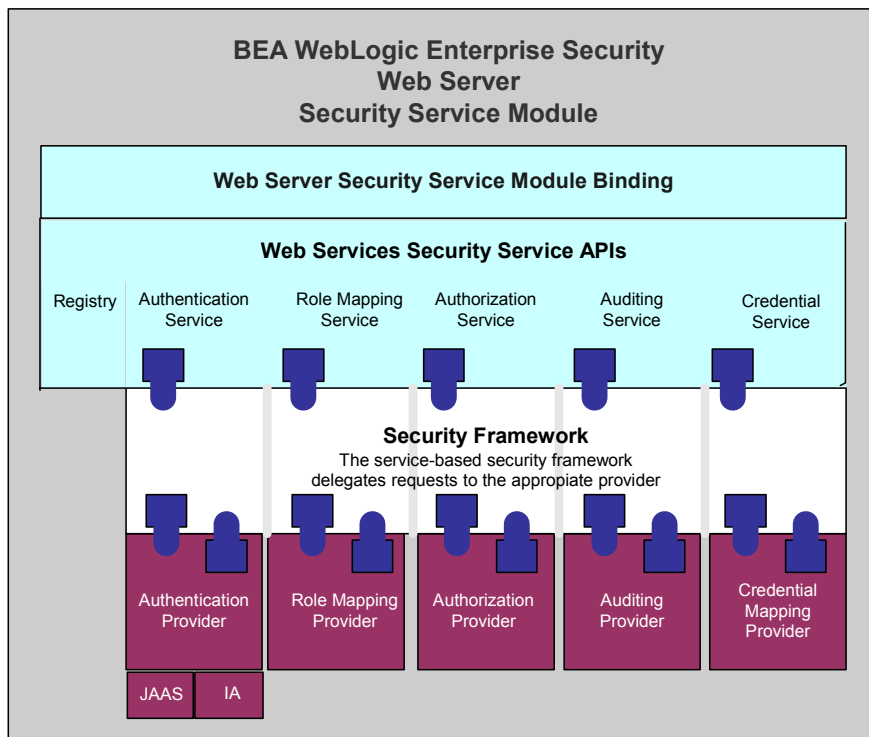 BEA WebLogic Enterprise Security
Web Server
Security Service Module
Web Server Security Service Module Binding
Web Services Security Service APIs
Registry
Authentication
Service
Role Mapping
Service
Authorization
Service
Auditing
Service
Credential
Service
Security Framework
The service-based security framework
delegates requests to the appropiate provider
Authentication
Provider
Role Mapping
Provider
Authorization
Provider
Auditing
Provider
Credential
Mapping
Provider
JAAS
IA